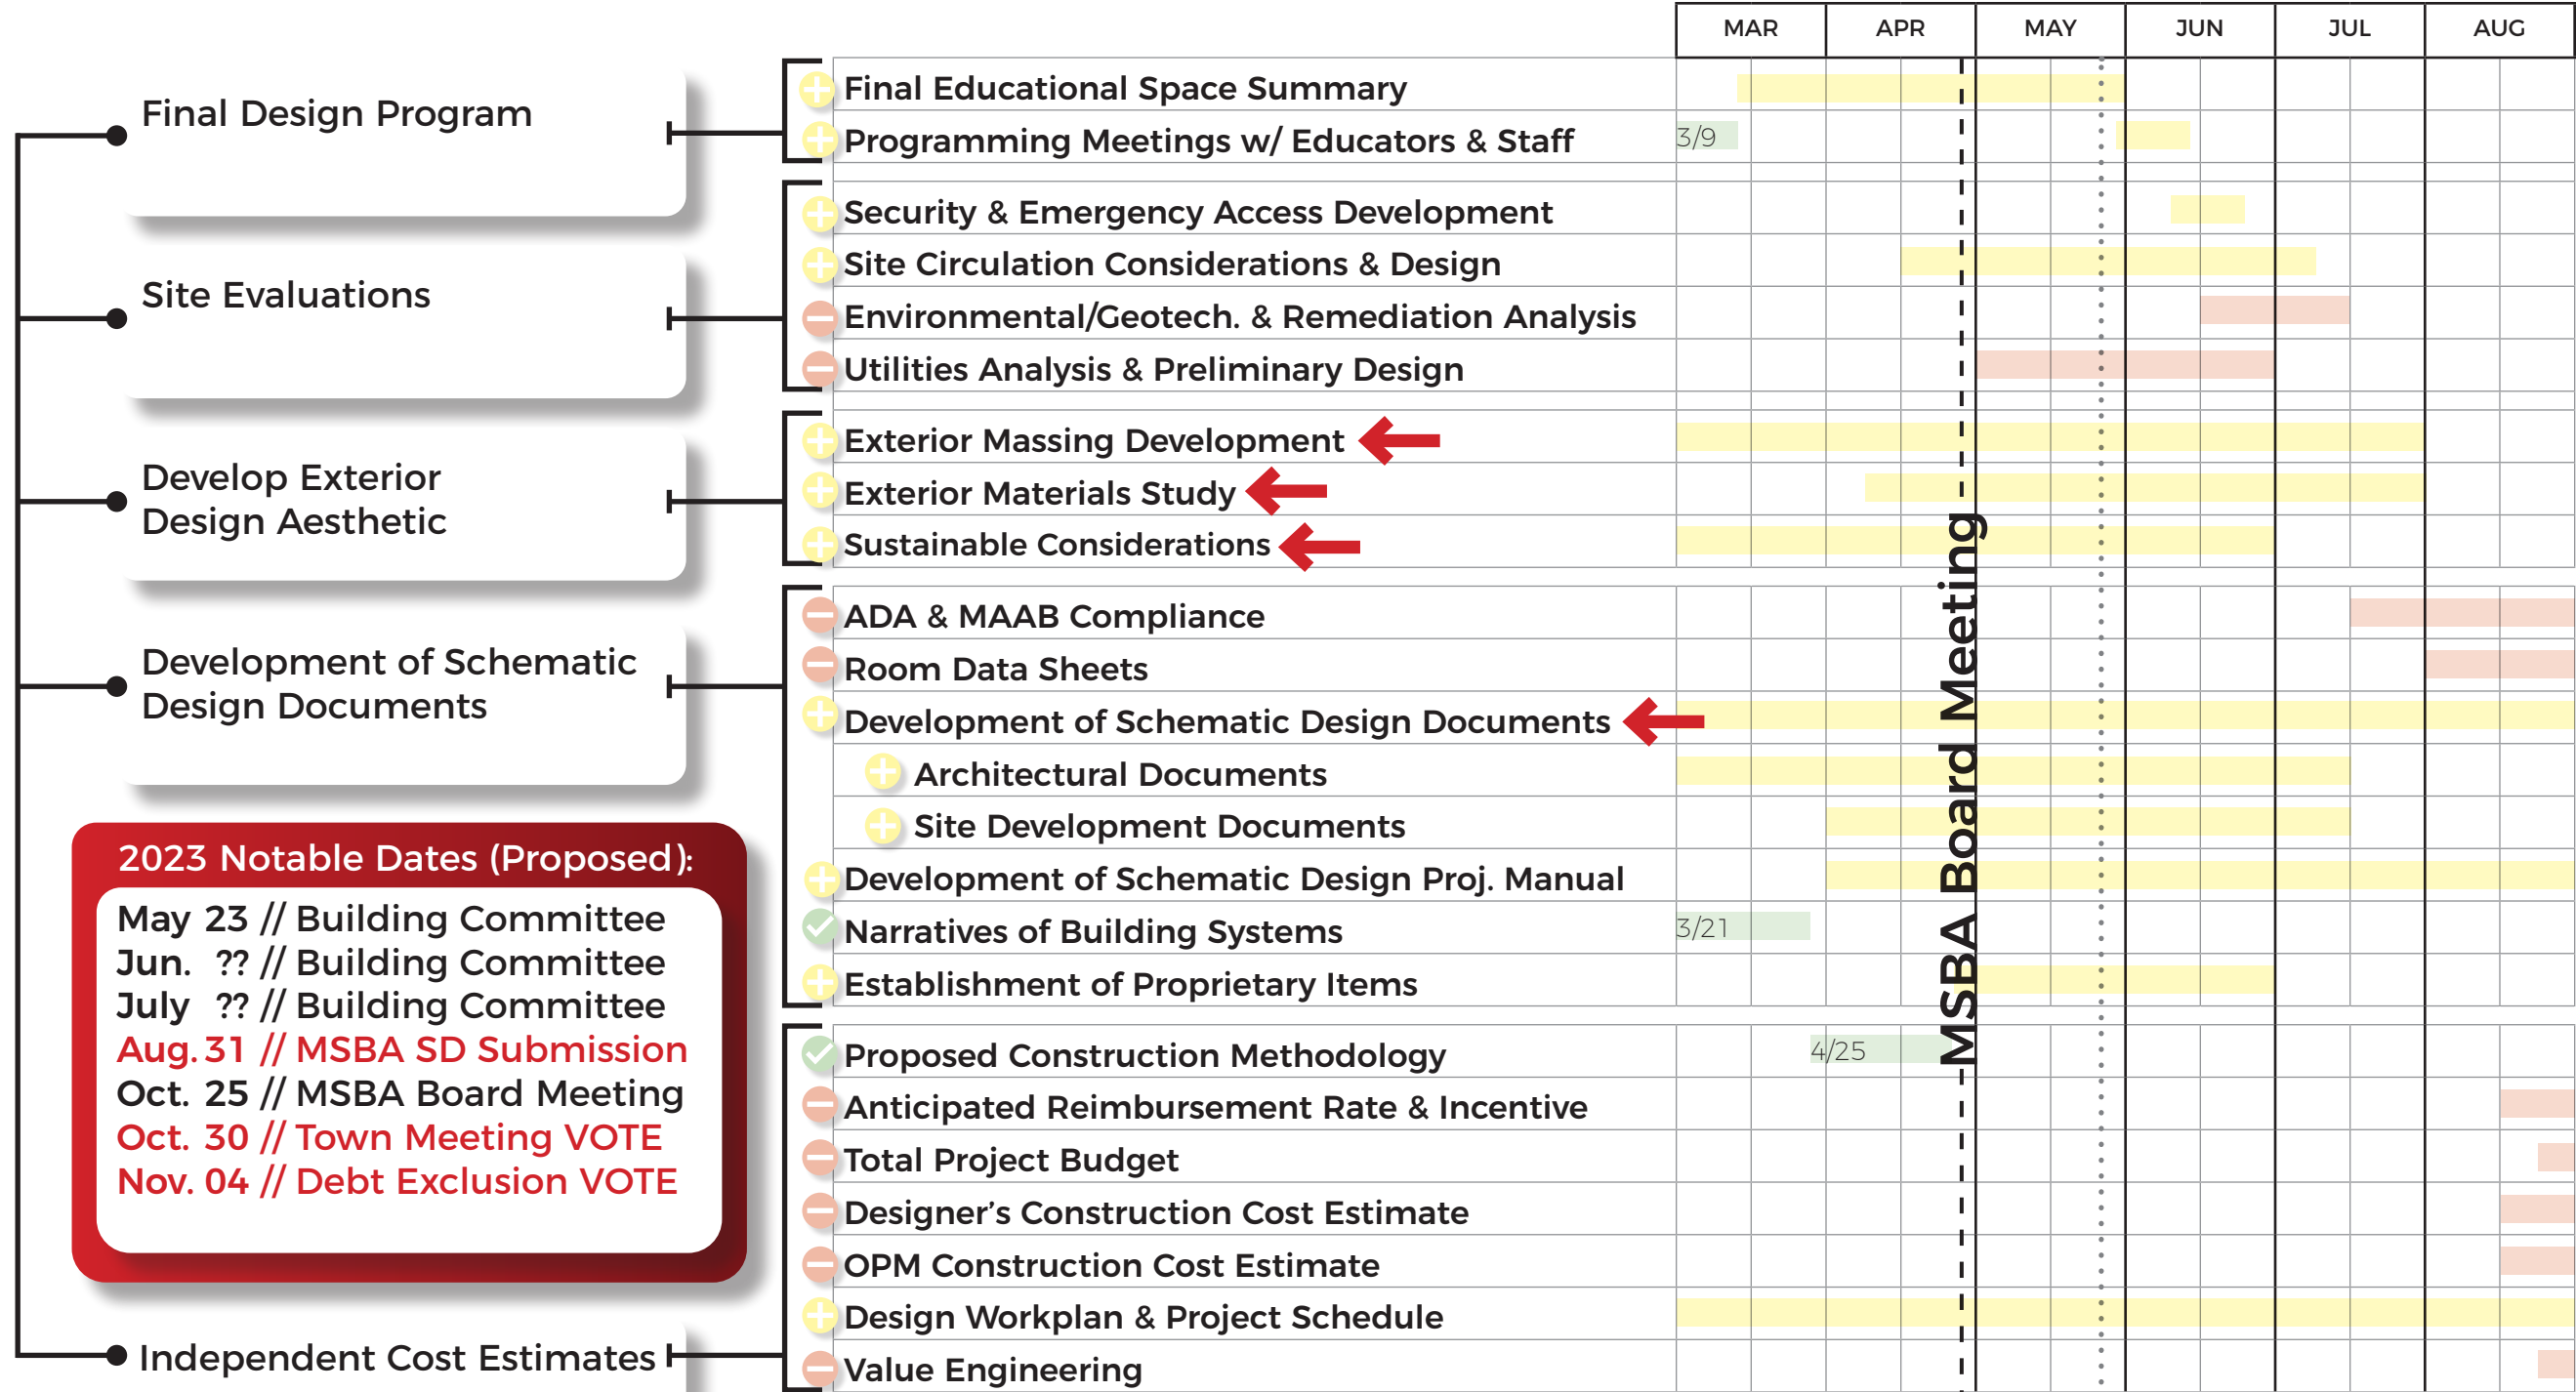 MAR APR MAY JUN JUL AUG
Final Design Program
Final Educational Space Summary
Programming Meetings w/ Educators & Staff
3/9
Site Evaluations
Security & Emergency Access Development
Site Circulation Considerations & Design
Environmental/Geotech. & Remediation Analysis
Utilities Analysis & Preliminary Design
Develop Exterior
Design Aesthetic
Exterior Massing Development
Exterior Materials Study
Sustainable Considerations
Development of Schematic
Design Documents
ADA & MAAB Compliance
Room Data Sheets
Development of Schematic Design Documents
Architectural Documents
Site Development Documents
Development of Schematic Design Proj. Manual
Narratives of Building Systems
3/21
Establishment of Proprietary Items
MSBA Board Meeting
2023 Notable Dates (Proposed):
May 23 // Building Committee
Jun. ?? // Building Committee
July ?? // Building Committee
Aug. 31 // MSBA SD Submission
Oct. 25 // MSBA Board Meeting
Oct. 30 // Town Meeting VOTE
Nov. 04 // Debt Exclusion VOTE
Independent Cost Estimates
Proposed Construction Methodology
4/25
Anticipated Reimbursement Rate & Incentive
Total Project Budget
Designer’s Construction Cost Estimate
OPM Construction Cost Estimate
Design Workplan & Project Schedule
Value Engineering